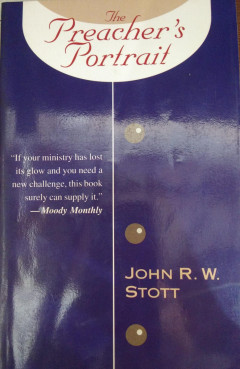 The
Preacher's
Portrait
"If your ministry has lost
its glow and you need a
new challenge, this book
surely can supply it."
—Moody Monthly
JOHN R. W.
STOTT